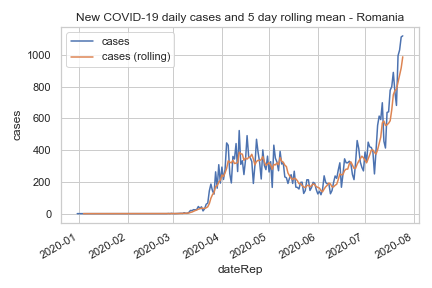 New COVID-19 daily cases and 5 day rolling mean - Romania
cases
cases (rolling)
1000
800
600
400
200
0
cases
2020-01
2020-02
2020-03
2020-04
2020-05
2020-06
2020-07
2020-08
dateRep